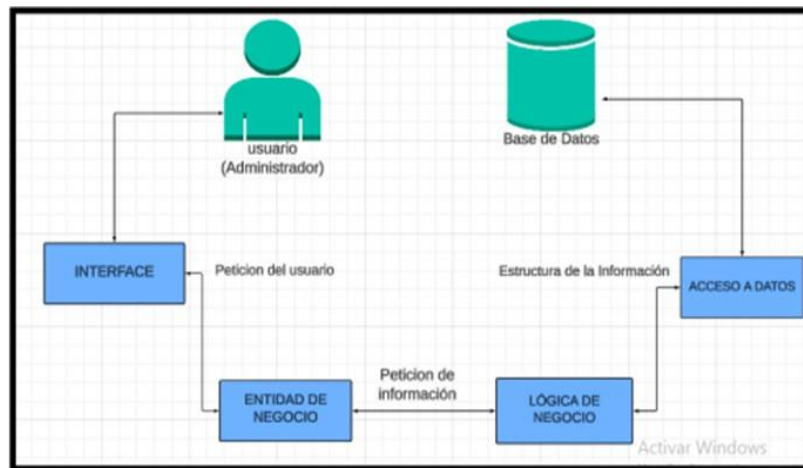 usuario
(Administrador)
Base de Datos
INTERFACE
Peticion del usuario
Estructura de la Información
ACCESO A DATOS
ENTIDAD DE
NEGOCIO
Peticion de
información
LÓGICA DE
NEGOCIO
Activar Windows